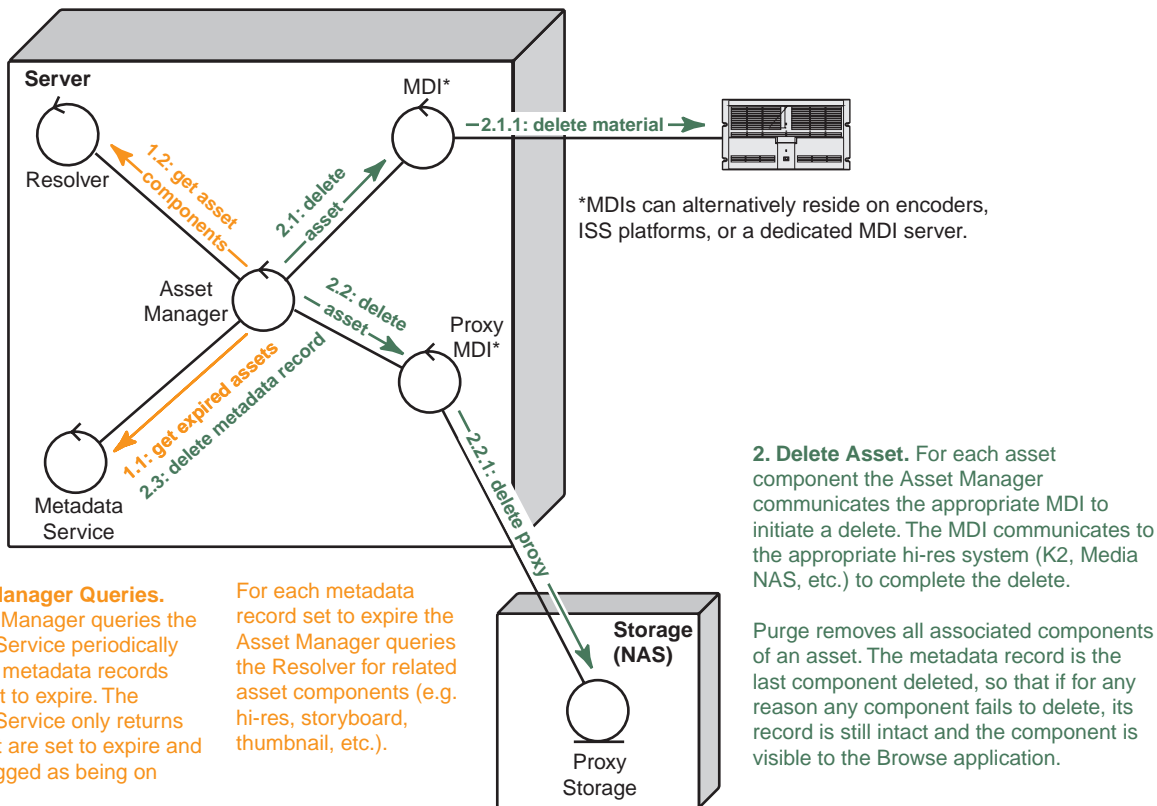 Server
MDI*
2.1.1: delete material
Resolver
1.2: get asset
components
2.1: delete
asset
*MDIs can alternatively reside on encoders,
ISS platforms, or a dedicated MDI server.
Asset
Manager
2.2: delete
asset
Proxy
MDI*
1.1: get expired assets
2.3: delete metadata record
Metadata
Service
2.2.1: delete proxy
anager Queries.
Manager queries the
Service periodically
metadata records
t to expire. The
Service only returns
t are set to expire and
gged as being on
For each metadata
record set to expire the
Asset Manager queries
the Resolver for related
asset components (e.g.
hi-res, storyboard,
thumbnail, etc.).
Storage
(NAS)
Proxy
Storage
2. Delete Asset. For each asset
component the Asset Manager
communicates the appropriate MDI to
initiate a delete. The MDI communicates to
the appropriate hi-res system (K2, Media
NAS, etc.) to complete the delete.
Purge removes all associated components
of an asset. The metadata record is the
last component deleted, so that if for any
reason any component fails to delete, its
record is still intact and the component is
visible to the Browse application.